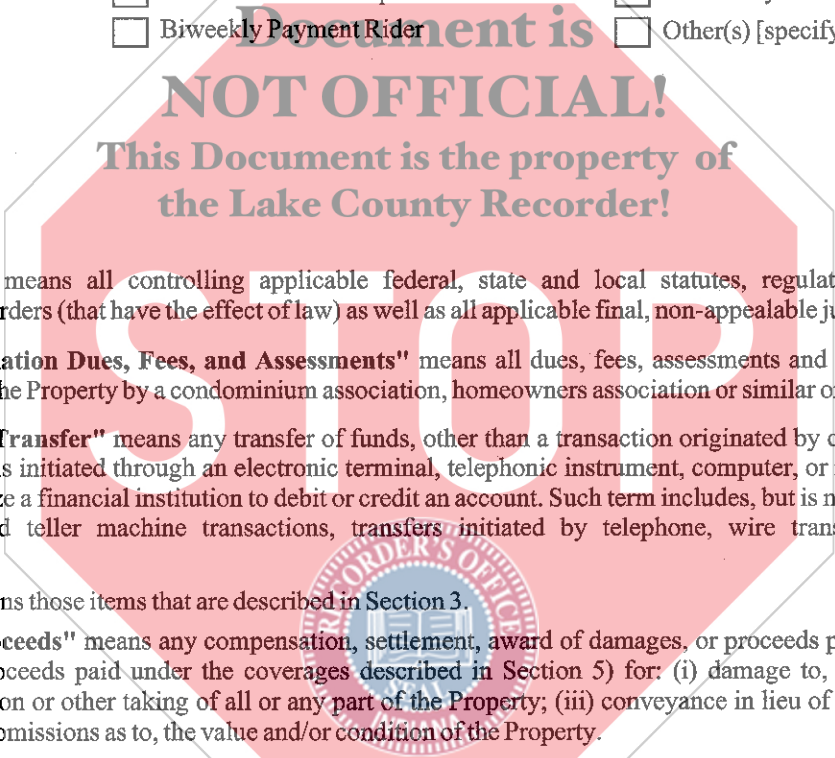 Biweekly Payment Rider
Other(s) [specify
Document is
NOT OFFICIAL!
This Document is the property of
the Lake County Recorder!
STOP
means all controlling applicable federal, state and local statutes, regulat
rders (that have the effect of law) as well as all applicable final, non-appealable ju
ation Dues, Fees, and Assessments" means all dues, fees, assessments and
he Property by a condominium association, homeowners association or similar o
Transfer" means any transfer of funds, other than a transaction originated by c
s initiated through an electronic terminal, telephonic instrument, computer, or
ze a financial institution to debit or credit an account. Such term includes, but is n
d teller machine transactions, transfers initiated by telephone, wire trans
ns those items that are described in Section 3.
ceeds" means any compensation, settlement, award of damages, or proceeds p
oceeds paid under the coverages described in Section 5) for: (i) damage to,
on or other taking of all or any part of the Property; (iii) conveyance in lieu of
omissions as to, the value and/or condition of the Property.
RECORDER'S OFFICE
SEAL
INDIANA